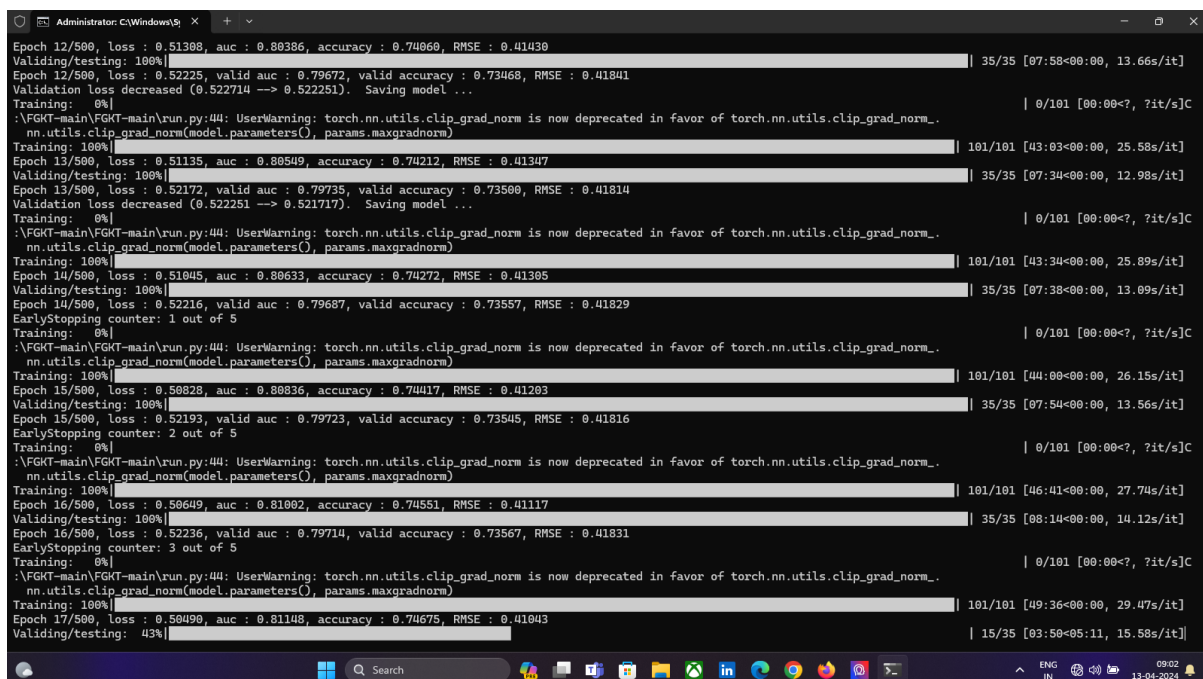 Administrator: C:\Windows\Sy
Epoch 12/500, loss : 0.51308, auc : 0.80386, accuracy : 0.74060, RMSE : 0.41430
Validing/testing: 100%| | 35/35 [07:58<00:00, 13.66s/it]
Epoch 12/500, loss : 0.52225, valid auc : 0.79672, valid accuracy : 0.73468, RMSE : 0.41841
Validation loss decreased (0.522714 --> 0.522251).  Saving model ...
Training:   0%| | 0/101 [00:00<?, ?it/s]C
:\FGKT-main\FGKT-main\run.py:44: UserWarning: torch.nn.utils.clip_grad_norm is now deprecated in favor of torch.nn.utils.clip_grad_norm_.
nn.utils.clip_grad_norm(model.parameters(), params.maxgradnorm)
Training: 100%| | 101/101 [43:03<00:00, 25.58s/it]
Epoch 13/500, loss : 0.51135, auc : 0.80549, accuracy : 0.74212, RMSE : 0.41347
Validing/testing: 100%| | 35/35 [07:34<00:00, 12.98s/it]
Epoch 13/500, loss : 0.52172, valid auc : 0.79735, valid accuracy : 0.73500, RMSE : 0.41814
Validation loss decreased (0.522251 --> 0.521717).  Saving model ...
Training:   0%| | 0/101 [00:00<?, ?it/s]C
:\FGKT-main\FGKT-main\run.py:44: UserWarning: torch.nn.utils.clip_grad_norm is now deprecated in favor of torch.nn.utils.clip_grad_norm_.
nn.utils.clip_grad_norm(model.parameters(), params.maxgradnorm)
Training: 100%| | 101/101 [43:34<00:00, 25.89s/it]
Epoch 14/500, loss : 0.51045, auc : 0.80633, accuracy : 0.74272, RMSE : 0.41305
Validing/testing: 100%| | 35/35 [07:38<00:00, 13.09s/it]
Epoch 14/500, loss : 0.52216, valid auc : 0.79687, valid accuracy : 0.73557, RMSE : 0.41829
EarlyStopping counter: 1 out of 5
Training:   0%| | 0/101 [00:00<?, ?it/s]C
:\FGKT-main\FGKT-main\run.py:44: UserWarning: torch.nn.utils.clip_grad_norm is now deprecated in favor of torch.nn.utils.clip_grad_norm_.
nn.utils.clip_grad_norm(model.parameters(), params.maxgradnorm)
Training: 100%| | 101/101 [44:00<00:00, 26.15s/it]
Epoch 15/500, loss : 0.50828, auc : 0.80836, accuracy : 0.74417, RMSE : 0.41203
Validing/testing: 100%| | 35/35 [07:54<00:00, 13.56s/it]
Epoch 15/500, loss : 0.52193, valid auc : 0.79723, valid accuracy : 0.73545, RMSE : 0.41816
EarlyStopping counter: 2 out of 5
Training:   0%| | 0/101 [00:00<?, ?it/s]C
:\FGKT-main\FGKT-main\run.py:44: UserWarning: torch.nn.utils.clip_grad_norm is now deprecated in favor of torch.nn.utils.clip_grad_norm_.
nn.utils.clip_grad_norm(model.parameters(), params.maxgradnorm)
Training: 100%| | 101/101 [46:41<00:00, 27.74s/it]
Epoch 16/500, loss : 0.50649, auc : 0.81002, accuracy : 0.74551, RMSE : 0.41117
Validing/testing: 100%| | 35/35 [08:14<00:00, 14.12s/it]
Epoch 16/500, loss : 0.52236, valid auc : 0.79714, valid accuracy : 0.73567, RMSE : 0.41831
EarlyStopping counter: 3 out of 5
Training:   0%| | 0/101 [00:00<?, ?it/s]C
:\FGKT-main\FGKT-main\run.py:44: UserWarning: torch.nn.utils.clip_grad_norm is now deprecated in favor of torch.nn.utils.clip_grad_norm_.
nn.utils.clip_grad_norm(model.parameters(), params.maxgradnorm)
Training: 100%| | 101/101 [49:36<00:00, 29.47s/it]
Epoch 17/500, loss : 0.50490, auc : 0.81148, accuracy : 0.74675, RMSE : 0.41043
Validing/testing:  43%| | 15/35 [03:50<05:11, 15.58s/it]
Search
ENG
IN
09:02
13-04-2024